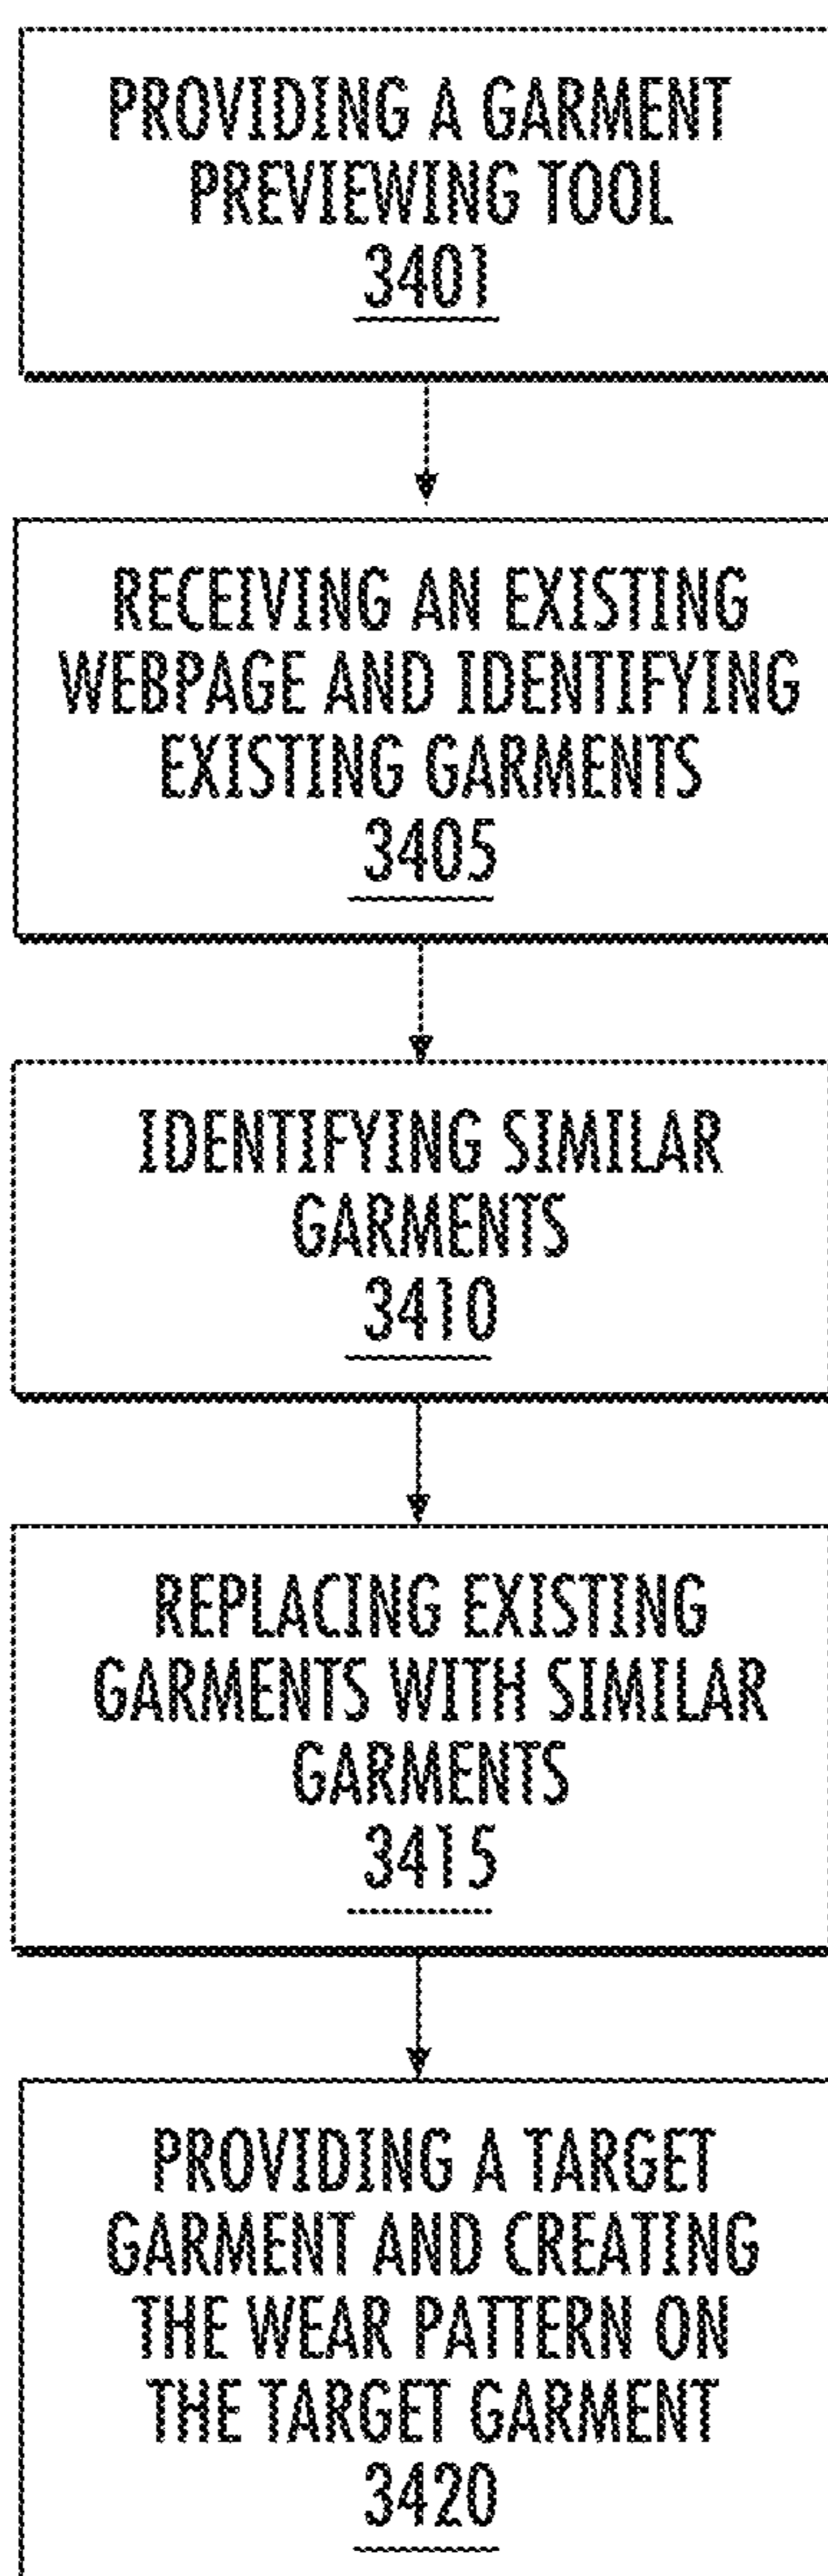 PROVIDING A GARMENT
PREVIEWING TOOL
3401
RECEIVING AN EXISTING
WEBPAGE AND IDENTIFYING
EXISTING GARMENTS
3405
IDENTIFYING SIMILAR
GARMENTS
3410
REPLACING EXISTING
GARMENTS WITH SIMILAR
GARMENTS
3415
PROVIDING A TARGET
GARMENT AND CREATING
THE WEAR PATTERN ON
THE TARGET GARMENT
3420